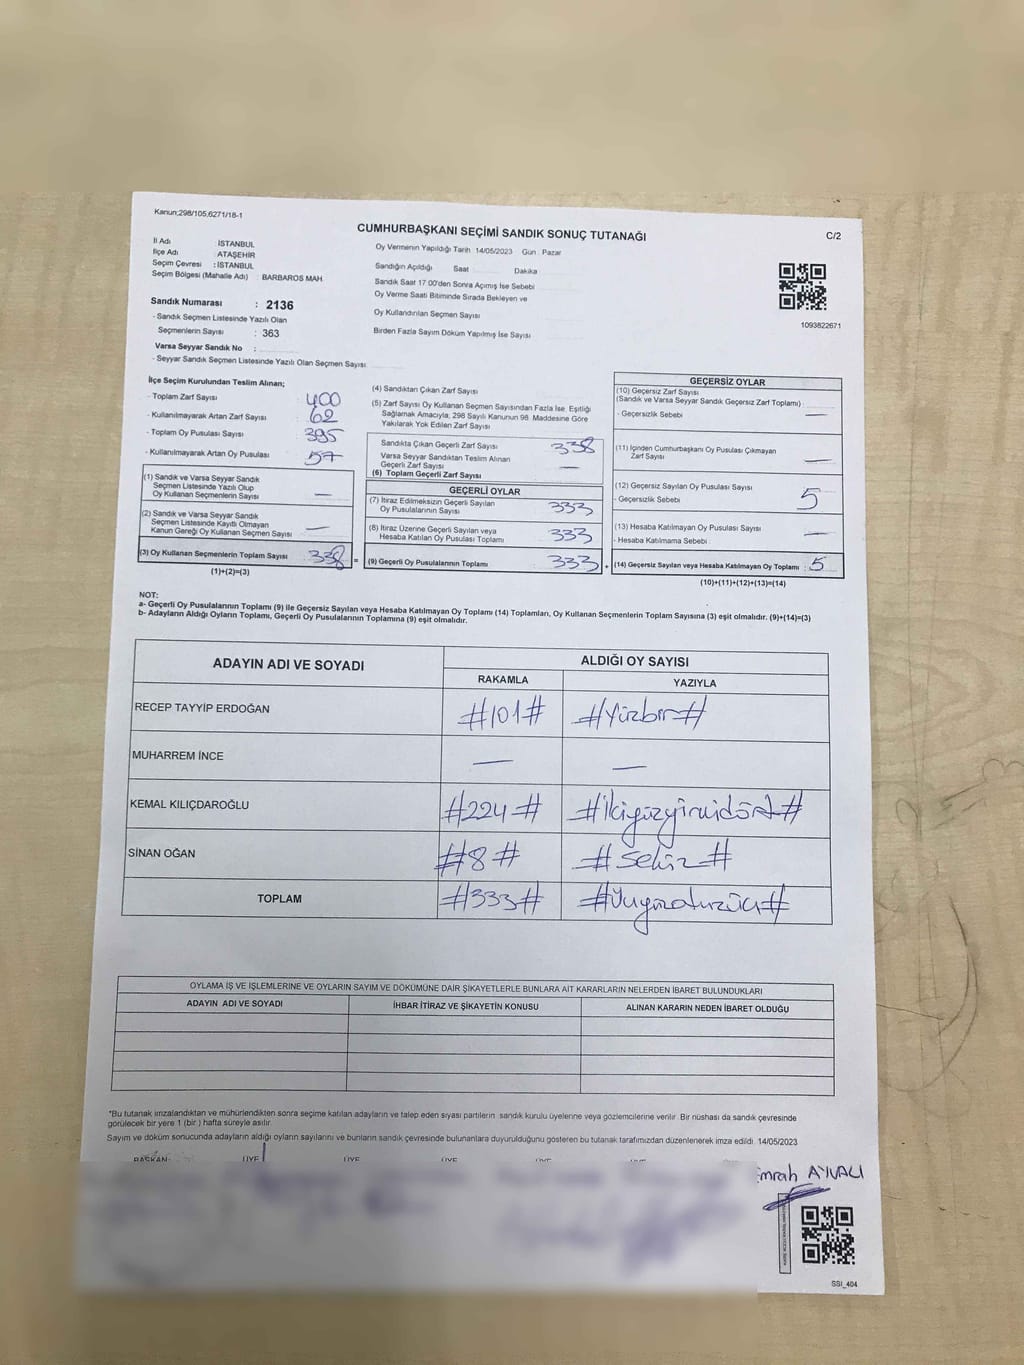 Kanun;298/105,6271/18-1
CUMHURBAŞKANI SEÇİMİ SANDIK SONUÇ TUTANAĞI
C/2
İl Adı : İSTANBUL
İlçe Adı : ATAŞEHİR
Seçim Çevresi : İSTANBUL
Seçim Bölgesi (Mahalle Adı) : BARBAROS MAH.
Sandık Numarası : 2136
- Sandık Seçmen Listesinde Yazılı Olan
Seçmenlerin Sayısı : 363
Varsa Seyyar Sandık No :
- Seyyar Sandık Seçmen Listesinde Yazılı Olan Seçmen Sayısı
Oy Vermenin Yapıldığı Tarih 14/05/2023 Gün Pazar
Sandığın Açıldığı Saat Dakika
Sandık Saat 17.00'den Sonra Açımış İse Sebebi
Oy Verme Saati Bitiminde Sırada Bekleyen ve
Oy Kullandırılan Seçmen Sayısı
Birden Fazla Sayım Döküm Yapılmış İse Sayısı
1093822671
İlçe Seçim Kurulundan Teslim Alınan;
- Toplam Zarf Sayısı 400
- Kullanılmayarak Artan Zarf Sayısı 62
- Toplam Oy Pusulası Sayısı 395
- Kullanılmayarak Artan Oy Pusulası 57
(1) Sandık ve Varsa Seyyar Sandık
Seçmen Listesinde Yazılı Olup
Oy Kullanan Seçmenlerin Sayısı —
(2) Sandık ve Varsa Seyyar Sandık
Seçmen Listesinde Kayıtlı Olmayan
Kanun Gereği Oy Kullanan Seçmen Sayısı —
(3) Oy Kullanan Seçmenlerin Toplam Sayısı 338 =
(1)+(2)=(3)
(4) Sandıktan Çıkan Zarf Sayısı
(5) Zarf Sayısı Oy Kullanan Seçmen Sayısından Fazla İse, Eşitliği
Sağlamak Amacıyla; 298 Sayılı Kanunun 98. Maddesine Göre
Yakılarak Yok Edilen Zarf Sayısı
Sandıkta Çıkan Geçerli Zarf Sayısı 338
Varsa Seyyar Sandıktan Teslim Alınan
Geçerli Zarf Sayısı —
(6) Toplam Geçerli Zarf Sayısı
GEÇERLİ OYLAR
(7) İtiraz Edilmeksizin Geçerli Sayılan
Oy Pusulalarının Sayısı 333
(8) İtiraz Üzerine Geçerli Sayılan veya
Hesaba Katılan Oy Pusulası Toplamı 333
(9) Geçerli Oy Pusulalarının Toplamı 333 +
GEÇERSİZ OYLAR
(10) Geçersiz Zarf Sayısı
(Sandık ve Varsa Seyyar Sandık Geçersiz Zarf Toplamı)
- Geçersizlik Sebebi —
(11) İçinden Cumhurbaşkanı Oy Pusulası Çıkmayan
Zarf Sayısı —
(12) Geçersiz Sayılan Oy Pusulası Sayısı 5
- Geçersizlik Sebebi
(13) Hesaba Katılmayan Oy Pusulası Sayısı —
- Hesaba Katılmama Sebebi
(14) Geçersiz Sayılan veya Hesaba Katılmayan Oy Toplamı : 5
(10)+(11)+(12)+(13)=(14)
NOT:
a- Geçerli Oy Pusulalarının Toplamı (9) ile Geçersiz Sayılan veya Hesaba Katılmayan Oy Toplamı (14) Toplamları, Oy Kullanan Seçmenlerin Toplam Sayısına (3) eşit olmalıdır. (9)+(14)=(3)
b- Adayların Aldığı Oyların Toplamı, Geçerli Oy Pusulalarının Toplamına (9) eşit olmalıdır.
ADAYIN ADI VE SOYADI ALDIĞI OY SAYISI
RAKAMLA YAZIYLA
RECEP TAYYİP ERDOĞAN #101# #Yüzbir#
MUHARREM İNCE — —
KEMAL KILIÇDAROĞLU #224# #İkiyüzyirmidört#
SİNAN OĞAN #8# #Sekiz#
TOPLAM #333# #Üçyüzotuzüç#
OYLAMA İŞ VE İŞLEMLERİNE VE OYLARIN SAYIM VE DÖKÜMÜNE DAİR ŞİKAYETLERLE BUNLARA AİT KARARLARIN NELERDEN İBARET BULUNDUKLARI
ADAYIN ADI VE SOYADI İHBAR İTİRAZ VE ŞİKAYETİN KONUSU ALINAN KARARIN NEDEN İBARET OLDUĞU
*Bu tutanak imzalandıktan ve mühürlendikten sonra seçime katılan adayların ve talep eden siyasi partilerin sandık kurulu üyelerine veya gözlemcilerine verilir. Bir nüshası da sandık çevresinde
görülecek bir yere 1 (bir ) hafta süreyle asılır.
Sayım ve döküm sonucunda adayların aldığı oyların sayılarını ve bunların sandık çevresinde bulunanlara duyurulduğunu gösteren bu tutanak tarafımızdan düzenlenerek imza edildi. 14/05/2023
BAŞKAN ÜYE ÜYE ÜYE ÜYE
Emrah AYVALI
SSI_404